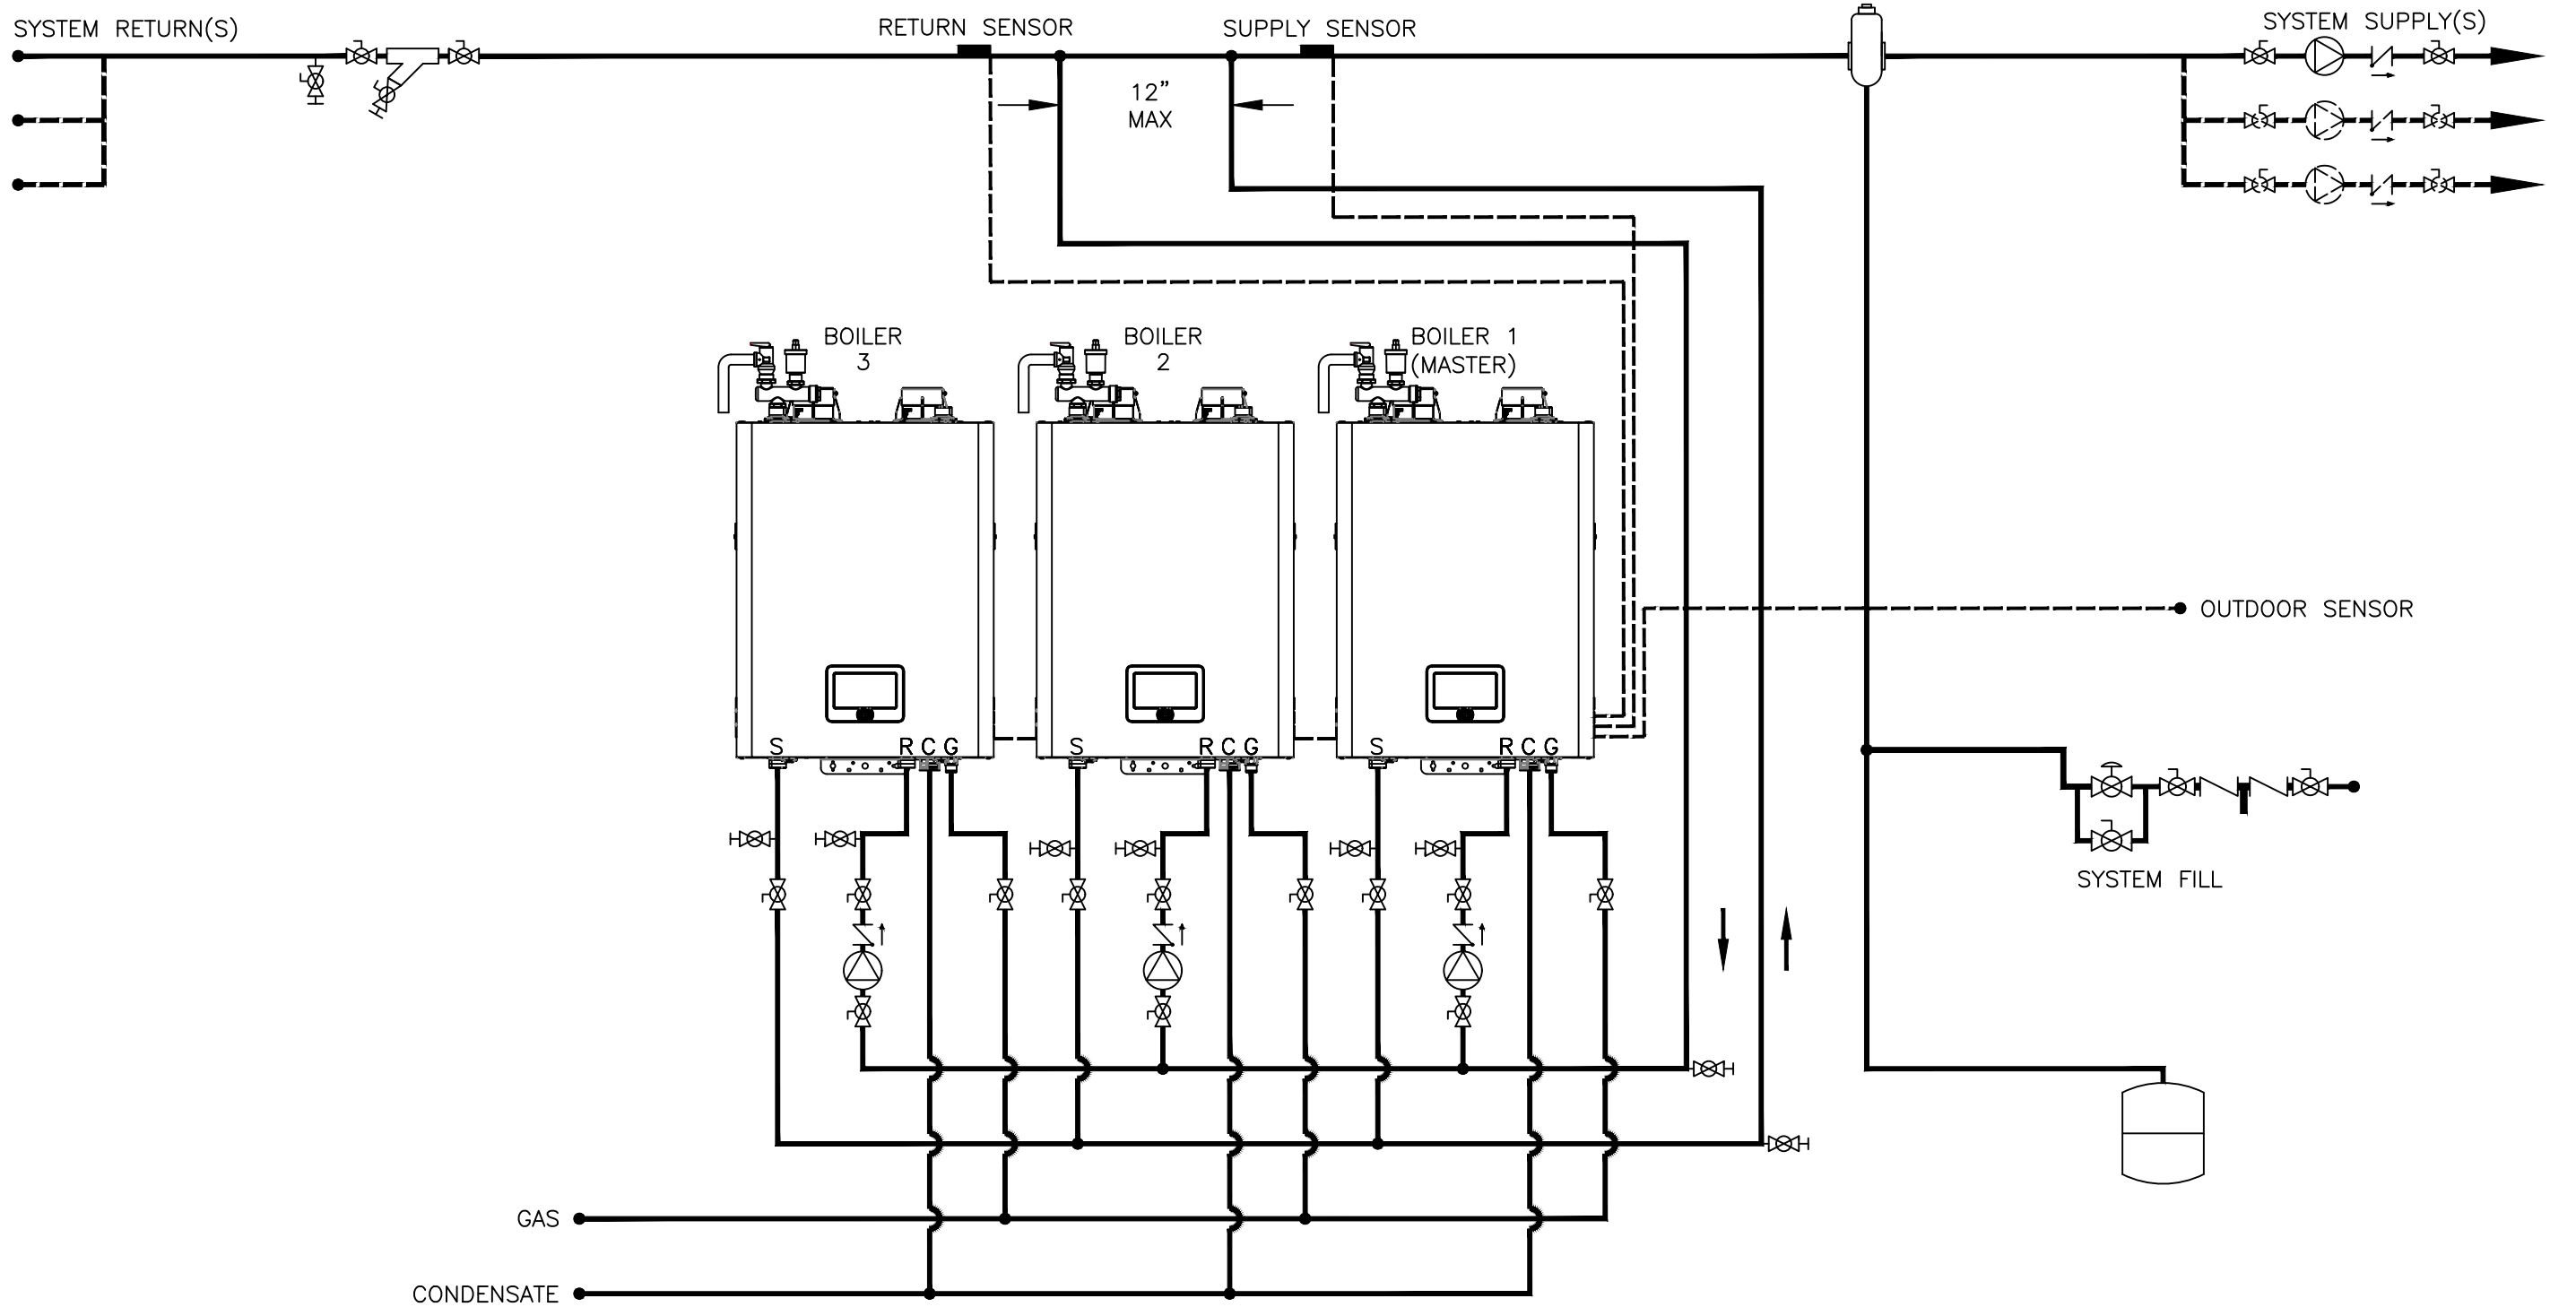 SYSTEM RETURN(S)
RETURN SENSOR
SUPPLY SENSOR
SYSTEM SUPPLY(S)
12”
MAX
BOILER
3
BOILER
2
BOILER 1
(MASTER)
OUTDOOR SENSOR
S R C G
S R C G
S R C G
SYSTEM FILL
GAS
CONDENSATE